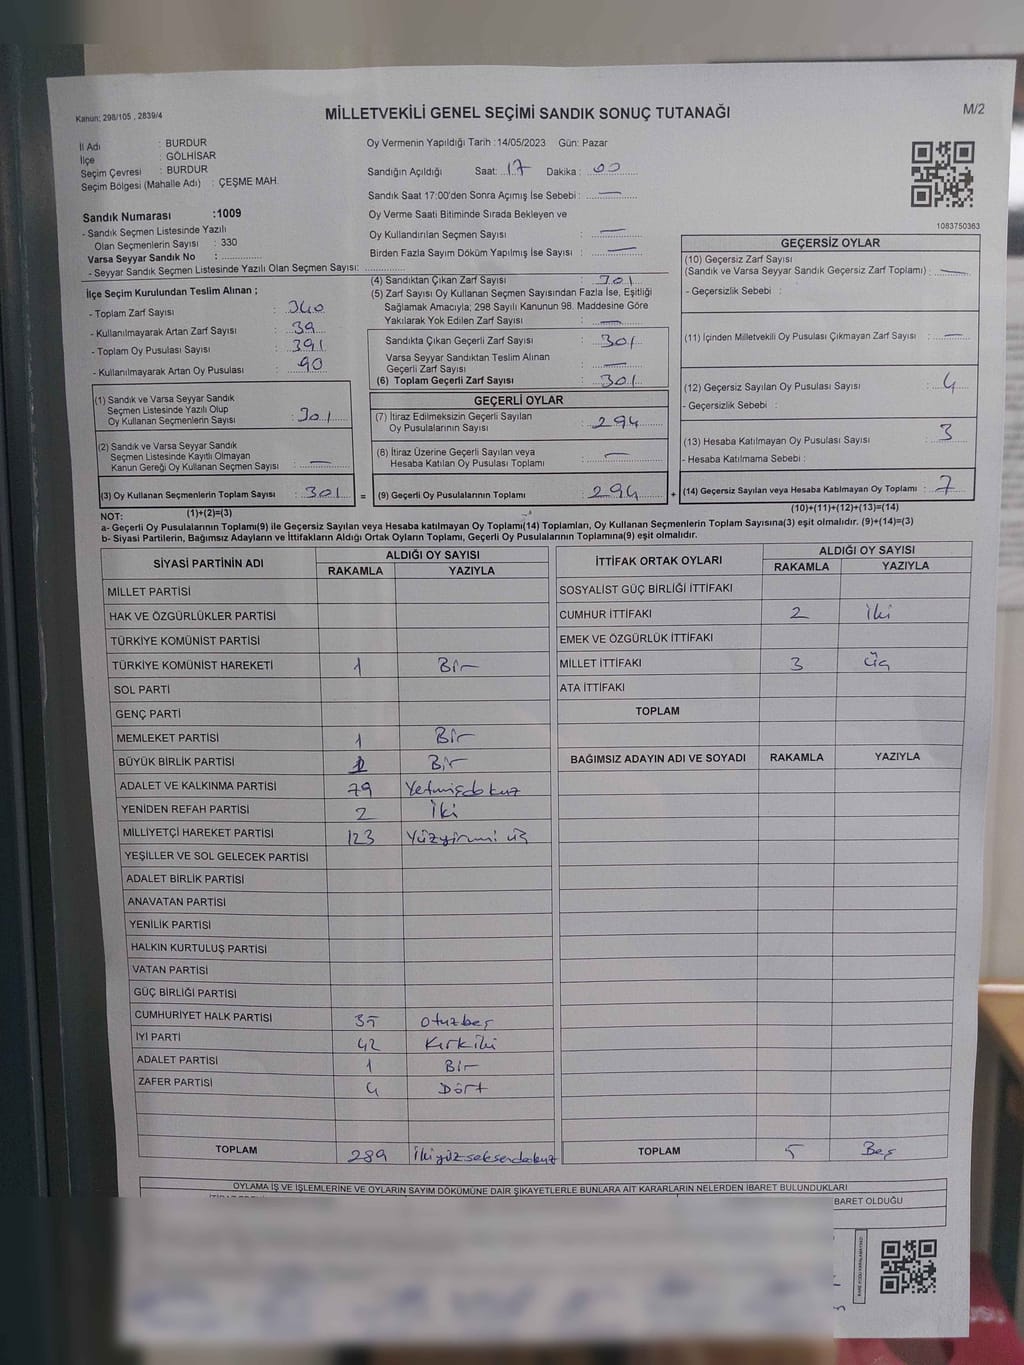 Kanun: 298/105 , 2839/4
MİLLETVEKİLİ GENEL SEÇİMİ SANDIK SONUÇ TUTANAĞI
M/2
İl Adı : BURDUR
İlçe : GÖLHİSAR
Seçim Çevresi : BURDUR
Seçim Bölgesi (Mahalle Adı) : ÇEŞME MAH.
Sandık Numarası :1009
- Sandık Seçmen Listesinde Yazılı
Olan Seçmenlerin Sayısı : 330
Varsa Seyyar Sandık No :
- Seyyar Sandık Seçmen Listesinde Yazılı Olan Seçmen Sayısı:
Oy Vermenin Yapıldığı Tarih :14/05/2023 Gün: Pazar
Sandığın Açıldığı Saat: 17 Dakika : 00
Sandık Saat 17:00'den Sonra Açımış İse Sebebi : —
Oy Verme Saati Bitiminde Sırada Bekleyen ve
Oy Kullandırılan Seçmen Sayısı : —
Birden Fazla Sayım Döküm Yapılmış İse Sayısı : —
1083750363
İlçe Seçim Kurulundan Teslim Alınan ;
- Toplam Zarf Sayısı : 340
- Kullanılmayarak Artan Zarf Sayısı : 39
- Toplam Oy Pusulası Sayısı : 391
- Kullanılmayarak Artan Oy Pusulası : 90
(4) Sandıktan Çıkan Zarf Sayısı : 301
(5) Zarf Sayısı Oy Kullanan Seçmen Sayısından Fazla İse, Eşitliği
Sağlamak Amacıyla; 298 Sayılı Kanunun 98. Maddesine Göre
Yakılarak Yok Edilen Zarf Sayısı : —
Sandıkta Çıkan Geçerli Zarf Sayısı : 301
Varsa Seyyar Sandıktan Teslim Alınan
Geçerli Zarf Sayısı : —
(6) Toplam Geçerli Zarf Sayısı : 301
GEÇERSİZ OYLAR
(10) Geçersiz Zarf Sayısı
(Sandık ve Varsa Seyyar Sandık Geçersiz Zarf Toplamı) : —
- Geçersizlik Sebebi :
(11) İçinden Milletvekili Oy Pusulası Çıkmayan Zarf Sayısı : —
(12) Geçersiz Sayılan Oy Pusulası Sayısı : 4
- Geçersizlik Sebebi :
(13) Hesaba Katılmayan Oy Pusulası Sayısı : 3
- Hesaba Katılmama Sebebi :
(14) Geçersiz Sayılan veya Hesaba Katılmayan Oy Toplamı : 7
(10)+(11)+(12)+(13)=(14)
(1) Sandık ve Varsa Seyyar Sandık
Seçmen Listesinde Yazılı Olup
Oy Kullanan Seçmenlerin Sayısı : 301
(2) Sandık ve Varsa Seyyar Sandık
Seçmen Listesinde Kayıtlı Olmayan
Kanun Gereği Oy Kullanan Seçmen Sayısı : —
(3) Oy Kullanan Seçmenlerin Toplam Sayısı : 301 =
(1)+(2)=(3)
GEÇERLİ OYLAR
(7) İtiraz Edilmeksizin Geçerli Sayılan
Oy Pusulalarının Sayısı : 294
(8) İtiraz Üzerine Geçerli Sayılan veya
Hesaba Katılan Oy Pusulası Toplamı : —
(9) Geçerli Oy Pusulalarının Toplamı : 294 +
NOT:
a- Geçerli Oy Pusulalarının Toplamı(9) ile Geçersiz Sayılan veya Hesaba katılmayan Oy Toplamı(14) Toplamları, Oy Kullanan Seçmenlerin Toplam Sayısına(3) eşit olmalıdır. (9)+(14)=(3)
b- Siyasi Partilerin, Bağımsız Adayların ve İttifakların Aldığı Ortak Oyların Toplamı, Geçerli Oy Pusulalarının Toplamına(9) eşit olmalıdır.
SİYASİ PARTİNİN ADI ALDIĞI OY SAYISI
RAKAMLA YAZIYLA
MİLLET PARTİSİ
HAK VE ÖZGÜRLÜKLER PARTİSİ
TÜRKİYE KOMÜNİST PARTİSİ
TÜRKİYE KOMÜNİST HAREKETİ 1 Bir
SOL PARTİ
GENÇ PARTİ
MEMLEKET PARTİSİ 1 Bir
BÜYÜK BİRLİK PARTİSİ 1 Bir
ADALET VE KALKINMA PARTİSİ 79 Yetmişdokuz
YENİDEN REFAH PARTİSİ 2 İki
MİLLİYETÇİ HAREKET PARTİSİ 123 Yüzyirmi üç
YEŞİLLER VE SOL GELECEK PARTİSİ
ADALET BİRLİK PARTİSİ
ANAVATAN PARTİSİ
YENİLİK PARTİSİ
HALKIN KURTULUŞ PARTİSİ
VATAN PARTİSİ
GÜÇ BİRLİĞİ PARTİSİ
CUMHURİYET HALK PARTİSİ 35 otuzbeş
İYİ PARTİ 42 Kırkiki
ADALET PARTİSİ 1 Bir
ZAFER PARTİSİ 4 Dört
TOPLAM 289 İkiyüzseksendokuz
İTTİFAK ORTAK OYLARI ALDIĞI OY SAYISI
RAKAMLA YAZIYLA
SOSYALİST GÜÇ BİRLİĞİ İTTİFAKI
CUMHUR İTTİFAKI 2 İki
EMEK VE ÖZGÜRLÜK İTTİFAKI
MİLLET İTTİFAKI 3 Üç
ATA İTTİFAKI
TOPLAM
BAĞIMSIZ ADAYIN ADI VE SOYADI RAKAMLA YAZIYLA
TOPLAM 5 Beş
OYLAMA İŞ VE İŞLEMLERİNE VE OYLARIN SAYIM DÖKÜMÜNE DAİR ŞİKAYETLERLE BUNLARA AİT KARARLARIN NELERDEN İBARET BULUNDUKLARI
BARET OLDUĞU